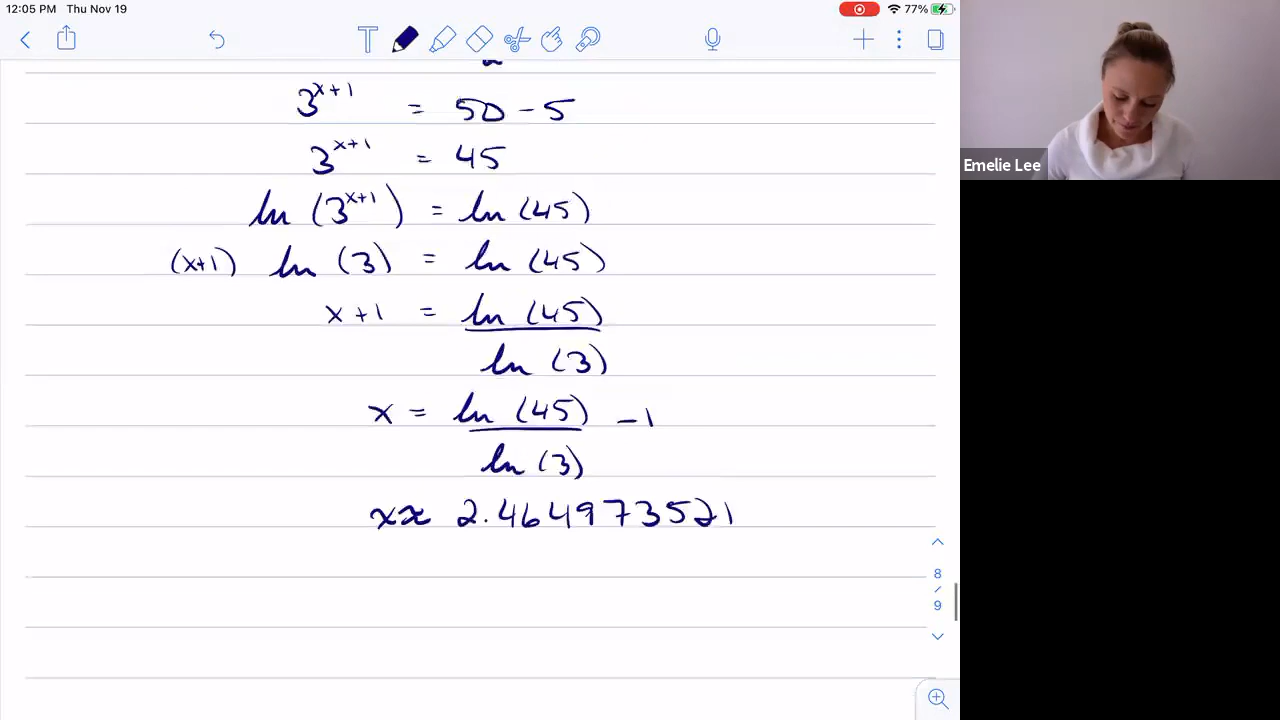 12:05 PM Thu Nov 19
77%
3^{x+1} = 50 - 5
3^{x+1} = 45
ln (3^{x+1}) = ln (45)
(x+1) ln (3) = ln (45)
x+1 = ln (45)
ln (3)
x = ln (45) - 1
ln (3)
x ≈ 2.464973521
8
/
9
Emelie Lee